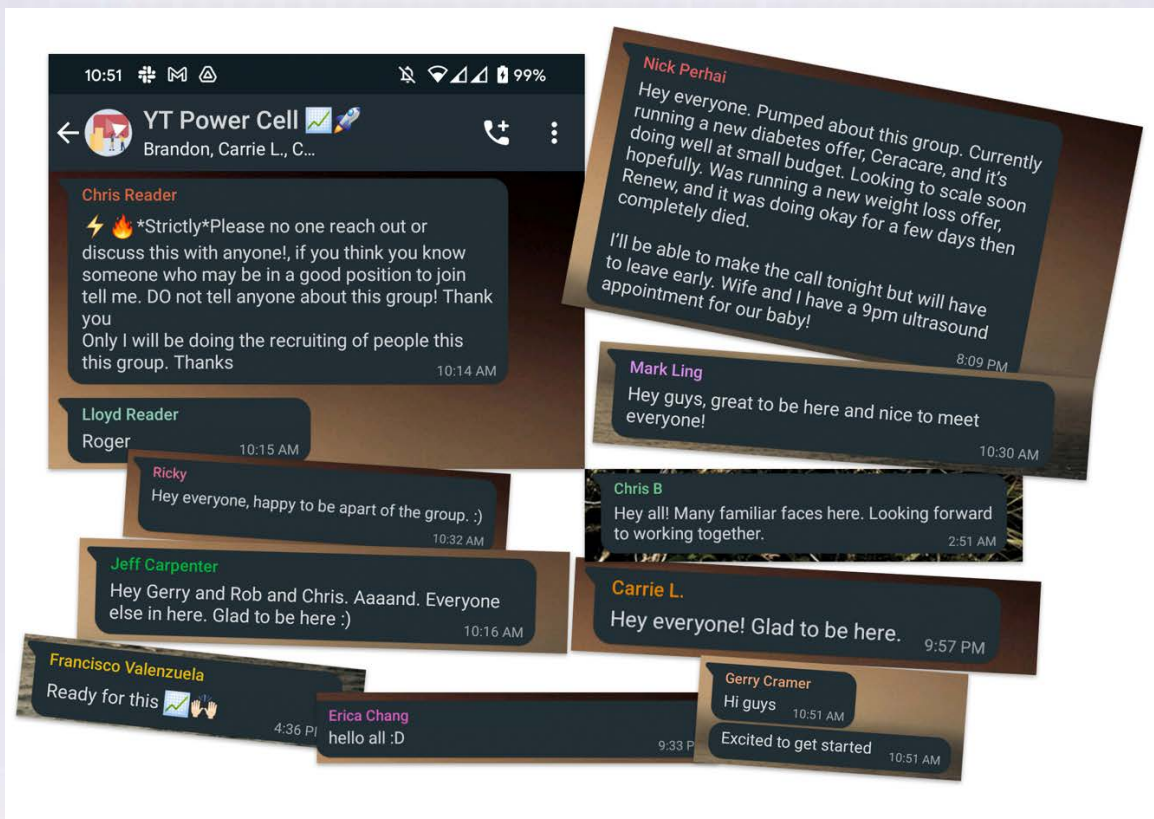 10:51
99%
YT Power Cell 📈🚀
Brandon, Carrie L., C...
Chris Reader
⚡🔥*Strictly*Please no one reach out or
discuss this with anyone!, if you think you know
someone who may be in a good position to join
tell me. DO not tell anyone about this group! Thank
you
Only I will be doing the recruiting of people this
this group. Thanks
10:14 AM
Lloyd Reader
Roger
10:15 AM
Ricky
Hey everyone, happy to be apart of the group. :)
10:32 AM
Jeff Carpenter
Hey Gerry and Rob and Chris. Aaaand. Everyone
else in here. Glad to be here :)
10:16 AM
Francisco Valenzuela
Ready for this 📈🙌🏻
4:36 P
Erica Chang
hello all :D
9:33 P
Nick Perhai
Hey everyone. Pumped about this group. Currently
running a new diabetes offer, Ceracare, and it's
doing well at small budget. Looking to scale soon
hopefully. Was running a new weight loss offer,
Renew, and it was doing okay for a few days then
completely died.
I'll be able to make the call tonight but will have
to leave early. Wife and I have a 9pm ultrasound
appointment for our baby!
8:09 PM
Mark Ling
Hey guys, great to be here and nice to meet
everyone!
10:30 AM
Chris B
Hey all! Many familiar faces here. Looking forward
to working together.
2:51 AM
Carrie L.
Hey everyone! Glad to be here.
9:57 PM
Gerry Cramer
Hi guys
10:51 AM
Excited to get started
10:51 AM